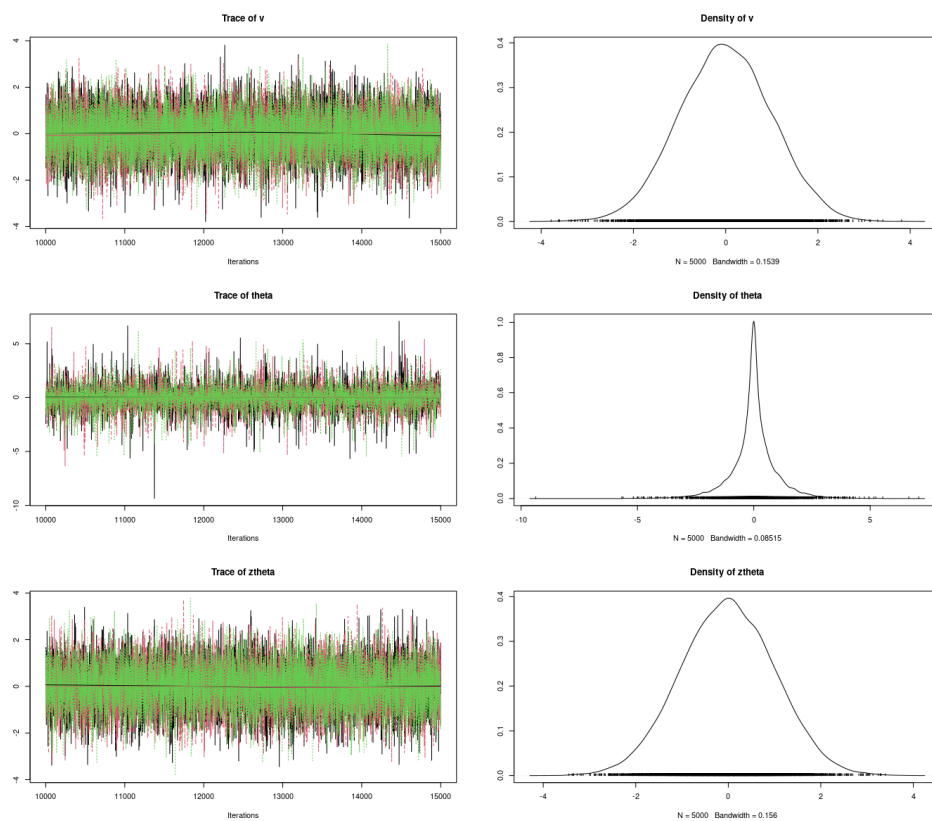 Trace of v
4
2
0
-2
-4
10000 11000 12000 13000 14000 15000
Iterations
Density of v
0.4
0.3
0.2
0.1
0.0
-4 -2 0 2 4
N = 5000 Bandwidth = 0.1539
Trace of theta
5
0
-5
-10
10000 11000 12000 13000 14000 15000
Iterations
Density of theta
1.0
0.8
0.6
0.4
0.2
0.0
-10 -5 0 5
N = 5000 Bandwidth = 0.08515
Trace of ztheta
4
2
0
-2
-4
10000 11000 12000 13000 14000 15000
Iterations
Density of ztheta
0.4
0.3
0.2
0.1
0.0
-4 -2 0 2 4
N = 5000 Bandwidth = 0.156